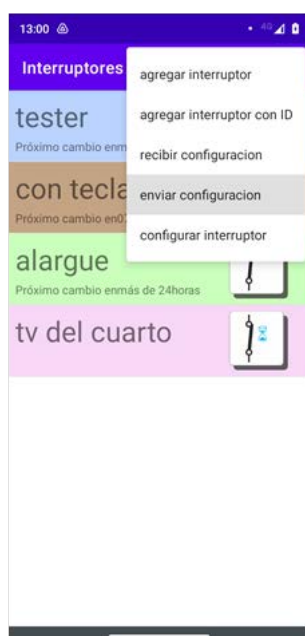 13:00
4G
Interruptores
agregar interruptor
agregar interruptor con ID
recibir configuracion
enviar configuracion
configurar interruptor
tester
Próximo cambio enm
con tecla
Próximo cambio en0
alargue
Próximo cambio enmás de 24horas
tv del cuarto